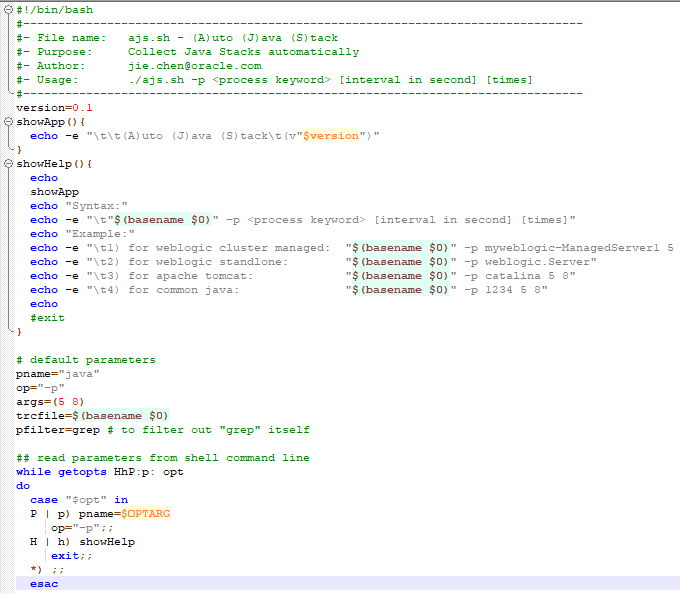 #!/bin/bash
#--------------------------------------------------------------------------------
#- File name:   ajs.sh - (A)uto (J)ava (S)tack
#- Purpose:     Collect Java Stacks automatically
#- Author:      jie.chen@oracle.com
#- Usage:       ./ajs.sh -p <process keyword> [interval in second] [times]
#--------------------------------------------------------------------------------
version=0.1
showApp(){
  echo -e "\t\t(A)uto (J)ava (S)tack\t(v"$version")"
}
showHelp(){
  echo
  showApp
  echo "Syntax:"
  echo -e "\t"$(basename $0)" -p <process keyword> [interval in second] [times]"
  echo "Example:"
  echo -e "\t1) for weblogic cluster managed:  "$(basename $0)" -p myweblogic-ManagedServer1 5
  echo -e "\t2) for weblogic standlone:        "$(basename $0)" -p weblogic.Server"
  echo -e "\t3) for apache tomcat:             "$(basename $0)" -p catalina 5 8"
  echo -e "\t4) for common java:               "$(basename $0)" -p 1234 5 8"
  echo
  #exit
}

# default parameters
pname="java"
op="-p"
args=(5 8)
trcfile=$(basename $0)
pfilter=grep # to filter out "grep" itself

## read parameters from shell command line
while getopts HhP:p: opt
do
  case "$opt" in
  P | p) pname=$OPTARG
     op="-p";;
  H | h) showHelp
     exit;;
  *) ;;
  esac